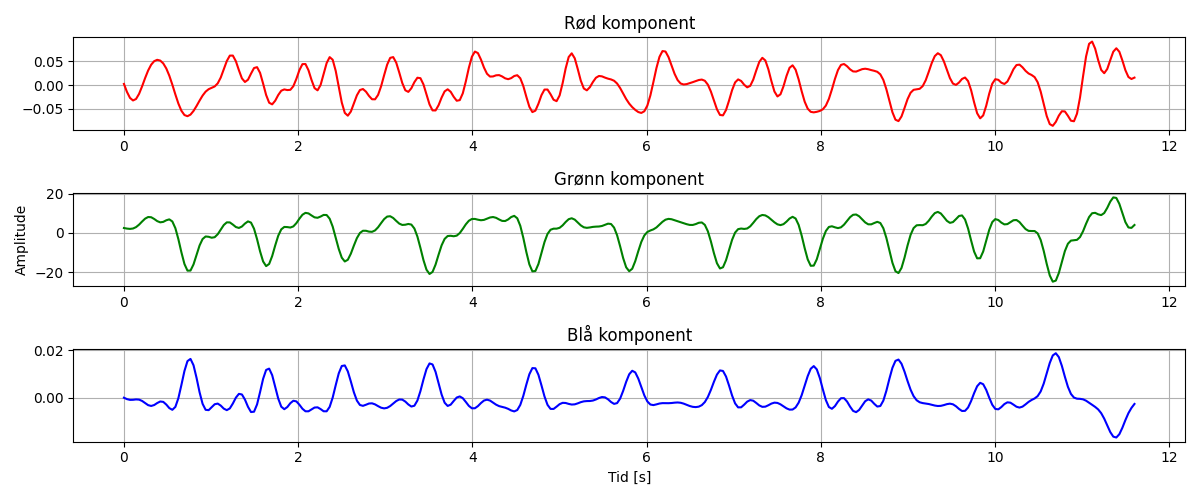 Rød komponent
0.05
0.00
−0.05
0 2 4 6 8 10 12
Grønn komponent
20
0
−20
Amplitude
0 2 4 6 8 10 12
Blå komponent
0.02
0.00
0 2 4 6 8 10 12
Tid [s]